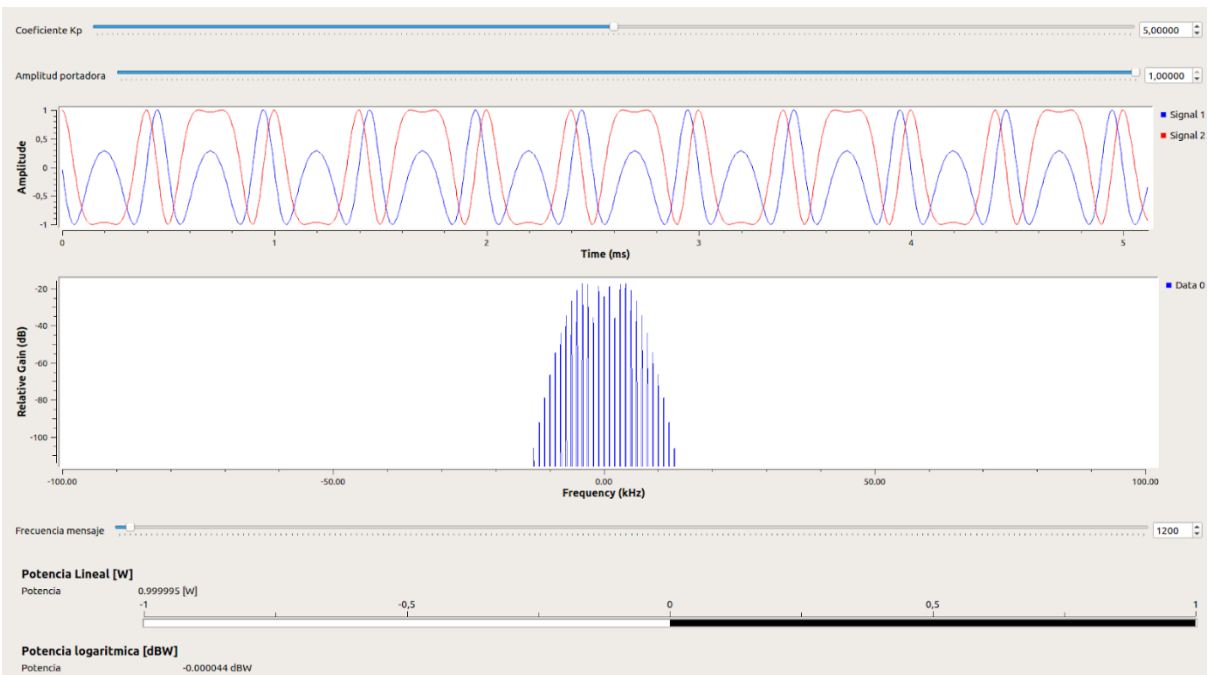 Coeficiente Kp 5,00000
Amplitud portadora 1,00000
1
0,5
0
-0,5
-1
Amplitude
Signal 1
Signal 2
0 1 2 3 4 5
Time (ms)
-20
-40
-60
-80
-100
Relative Gain (dB)
Data 0
-100.00 -50.00 0.00 50.00 100.00
Frequency (kHz)
Frecuencia mensaje 1200
Potencia Lineal [W]
Potencia 0.999995 [W]
-1 -0,5 0 0,5 1
Potencia logaritmica [dBW]
Potencia -0.000044 dBW